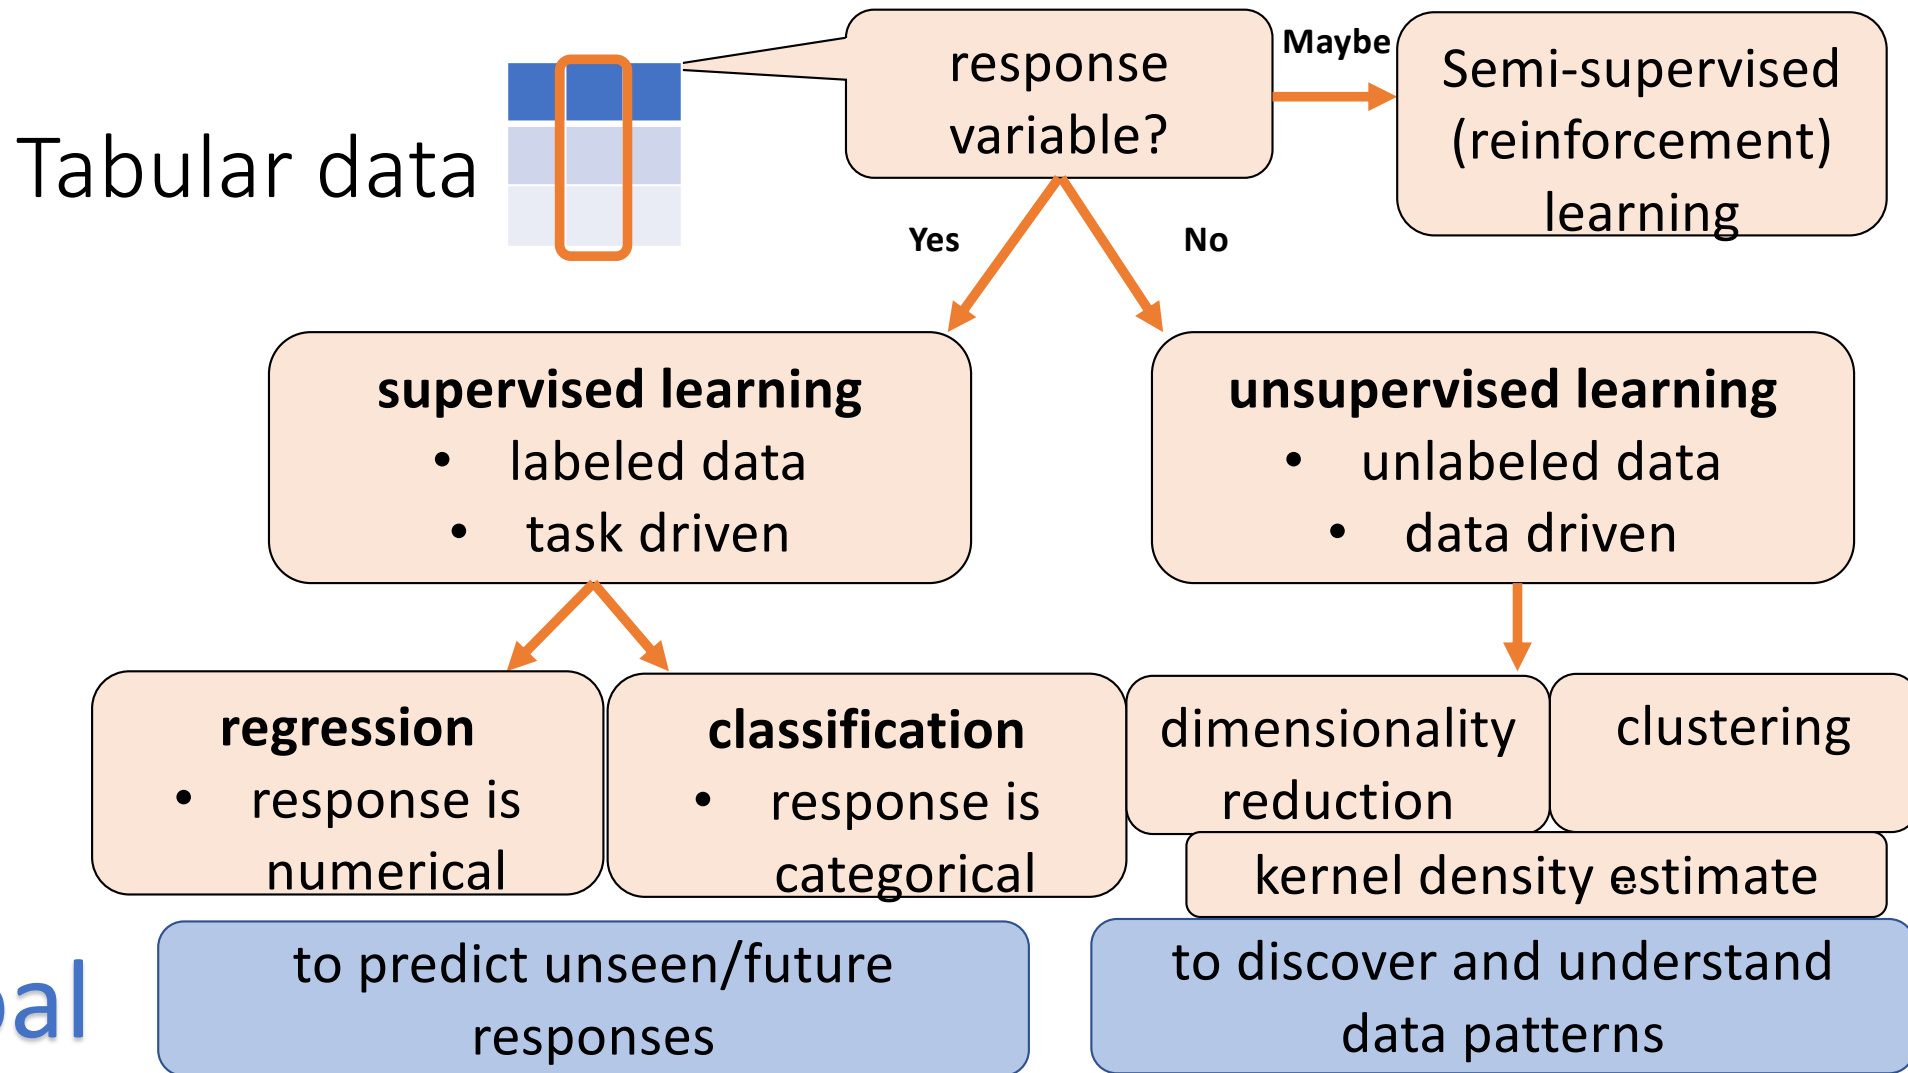 Tabular data
response
variable?
Maybe
Semi-supervised
(reinforcement)
learning
Yes
No
supervised learning
• labeled data
• task driven
unsupervised learning
• unlabeled data
• data driven
regression
• response is
numerical
classification
• response is
categorical
dimensionality
reduction
clustering
kernel density estimate
...
oal
to predict unseen/future
responses
to discover and understand
data patterns